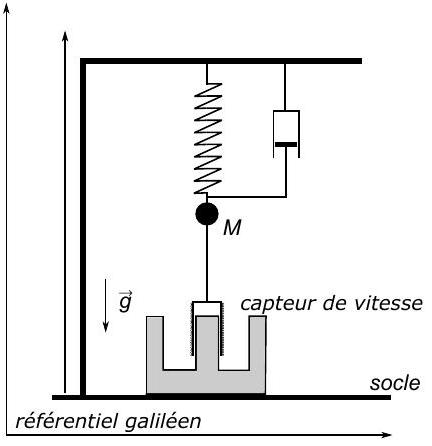 M
g⃗
capteur de vitesse
socle
référentiel galiléen